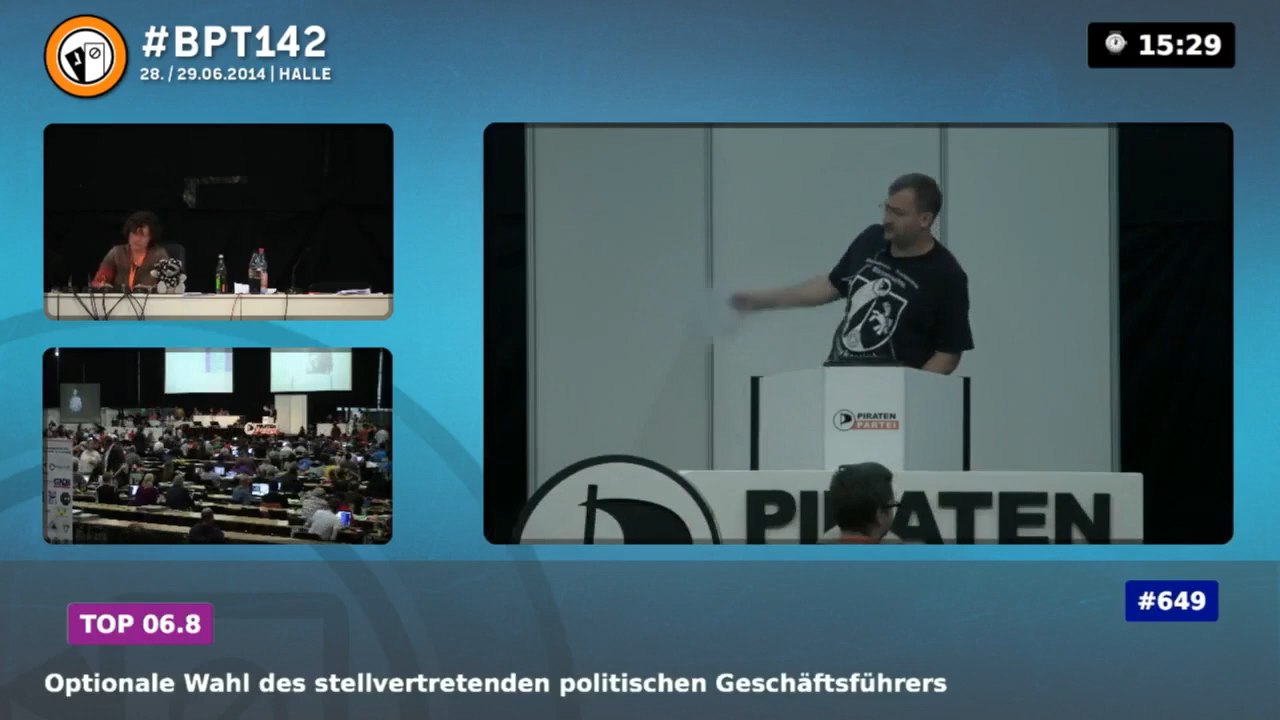 #BPT142
28. / 29.06.2014 | HALLE
15:29
PIRATEN
PARTEI
PIRATEN
#649
TOP 06.8
Optionale Wahl des stellvertretenden politischen Geschäftsführers